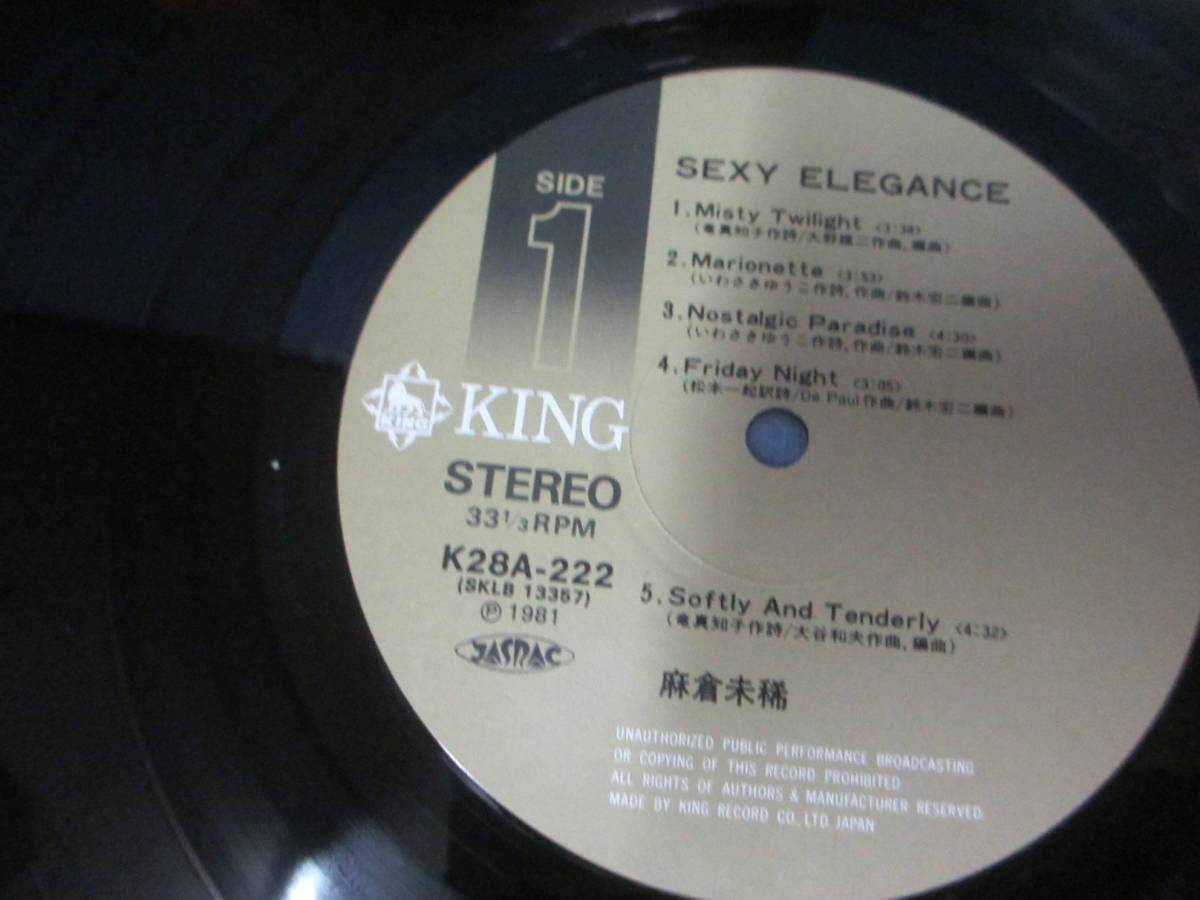 SIDE
1
SEXY ELEGANCE
1. Misty Twilight <3:38>
(竜真知子作詩/大野雄二作曲、編曲)
2. Marionette <3:53>
(いわさきゆうこ作詩、作曲/鈴木宏二編曲)
3. Nostalgic Paradise <4:30>
(いわさきゆうこ作詩、作曲/鈴木宏二編曲)
4. Friday Night <3:05>
(松本一起訳詩/De Paul作曲/鈴木宏二編曲)
KING
KING
STEREO
33 1/3 RPM
K28A-222
(SKLB 13357)
Ⓟ 1981
JASRAC
5. Softly And Tenderly <4:32>
(竜真知子作詩/大谷和夫作曲、編曲)
麻倉未稀
UNAUTHORIZED PUBLIC PERFORMANCE BROADCASTING
OR COPYING OF THIS RECORD PROHIBITED
ALL RIGHTS OF AUTHORS & MANUFACTURER RESERVED.
MADE BY KING RECORD CO., LTD. JAPAN